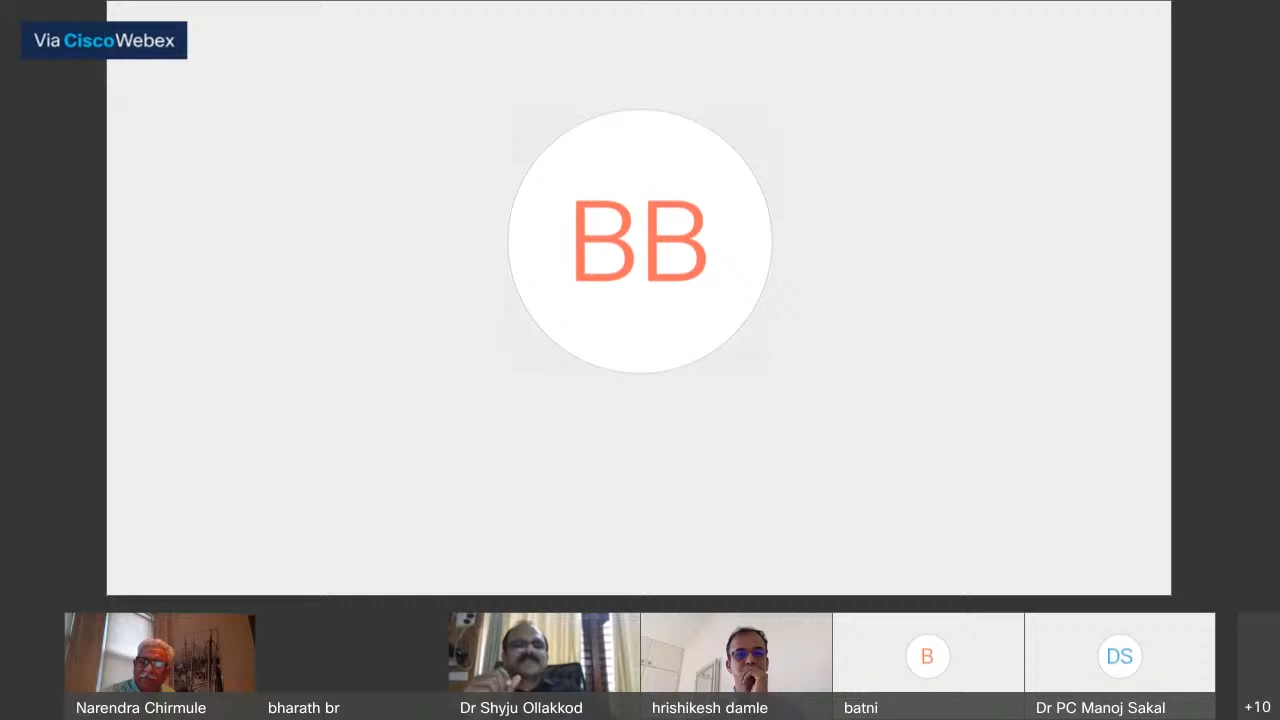 Via CiscoWebex
BB
B
DS
Narendra Chirmule
bharath br
Dr Shyju Ollakkod
hrishikesh damle
batni
Dr PC Manoj Sakal
+10